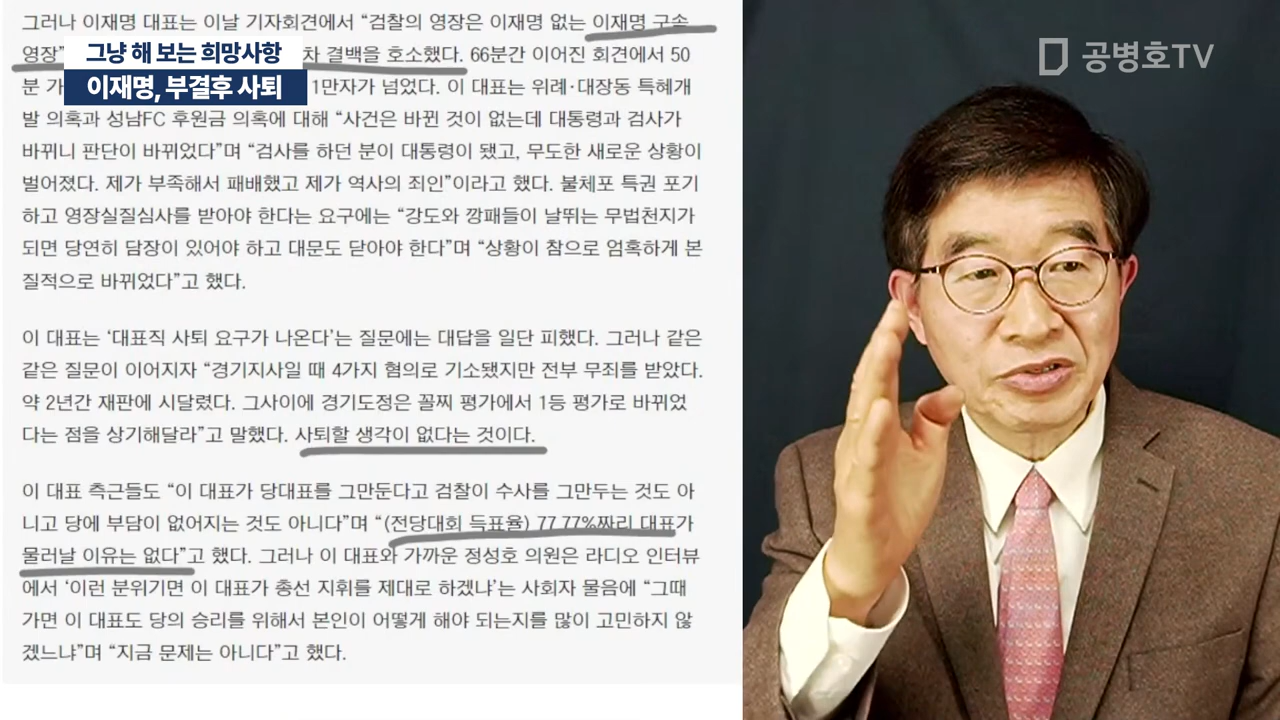 그러나 이재명 대표는 이날 기자회견에서 “검찰의 영장은 이재명 없는 이재명 구속
영장”
차 결백을 호소했다. 66분간 이어진 회견에서 50
분 가
1만자가 넘었다. 이 대표는 위례·대장동 특혜개
발 의혹과 성남FC 후원금 의혹에 대해 “사건은 바뀐 것이 없는데 대통령과 검사가
바뀌니 판단이 바뀌었다”며 “검사를 하던 분이 대통령이 됐고, 무도한 새로운 상황이
벌어졌다. 제가 부족해서 패배했고 제가 역사의 죄인”이라고 했다. 불체포 특권 포기
하고 영장실질심사를 받아야 한다는 요구에는 “강도와 깡패들이 날뛰는 무법천지가
되면 당연히 담장이 있어야 하고 대문도 닫아야 한다”며 “상황이 참으로 엄혹하게 본
질적으로 바뀌었다”고 했다.
이 대표는 ‘대표직 사퇴 요구가 나온다’는 질문에는 대답을 일단 피했다. 그러나 같은
같은 질문이 이어지자 “경기지사일 때 4가지 혐의로 기소됐지만 전부 무죄를 받았다.
약 2년간 재판에 시달렸다. 그사이에 경기도정은 꼴찌 평가에서 1등 평가로 바뀌었
다는 점을 상기해달라”고 말했다. 사퇴할 생각이 없다는 것이다.
이 대표 측근들도 “이 대표가 당대표를 그만둔다고 검찰이 수사를 그만두는 것도 아
니고 당에 부담이 없어지는 것도 아니다”며 “(전당대회 득표율) 77.77%짜리 대표가
물러날 이유는 없다”고 했다. 그러나 이 대표와 가까운 정성호 의원은 라디오 인터뷰
에서 ‘이런 분위기면 이 대표가 총선 지휘를 제대로 하겠냐’는 사회자 물음에 “그때
가면 이 대표도 당의 승리를 위해서 본인이 어떻게 해야 되는지를 많이 고민하지 않
겠느냐”며 “지금 문제는 아니다”고 했다.
그냥 해 보는 희망사항
이재명, 부결후 사퇴
공병호TV